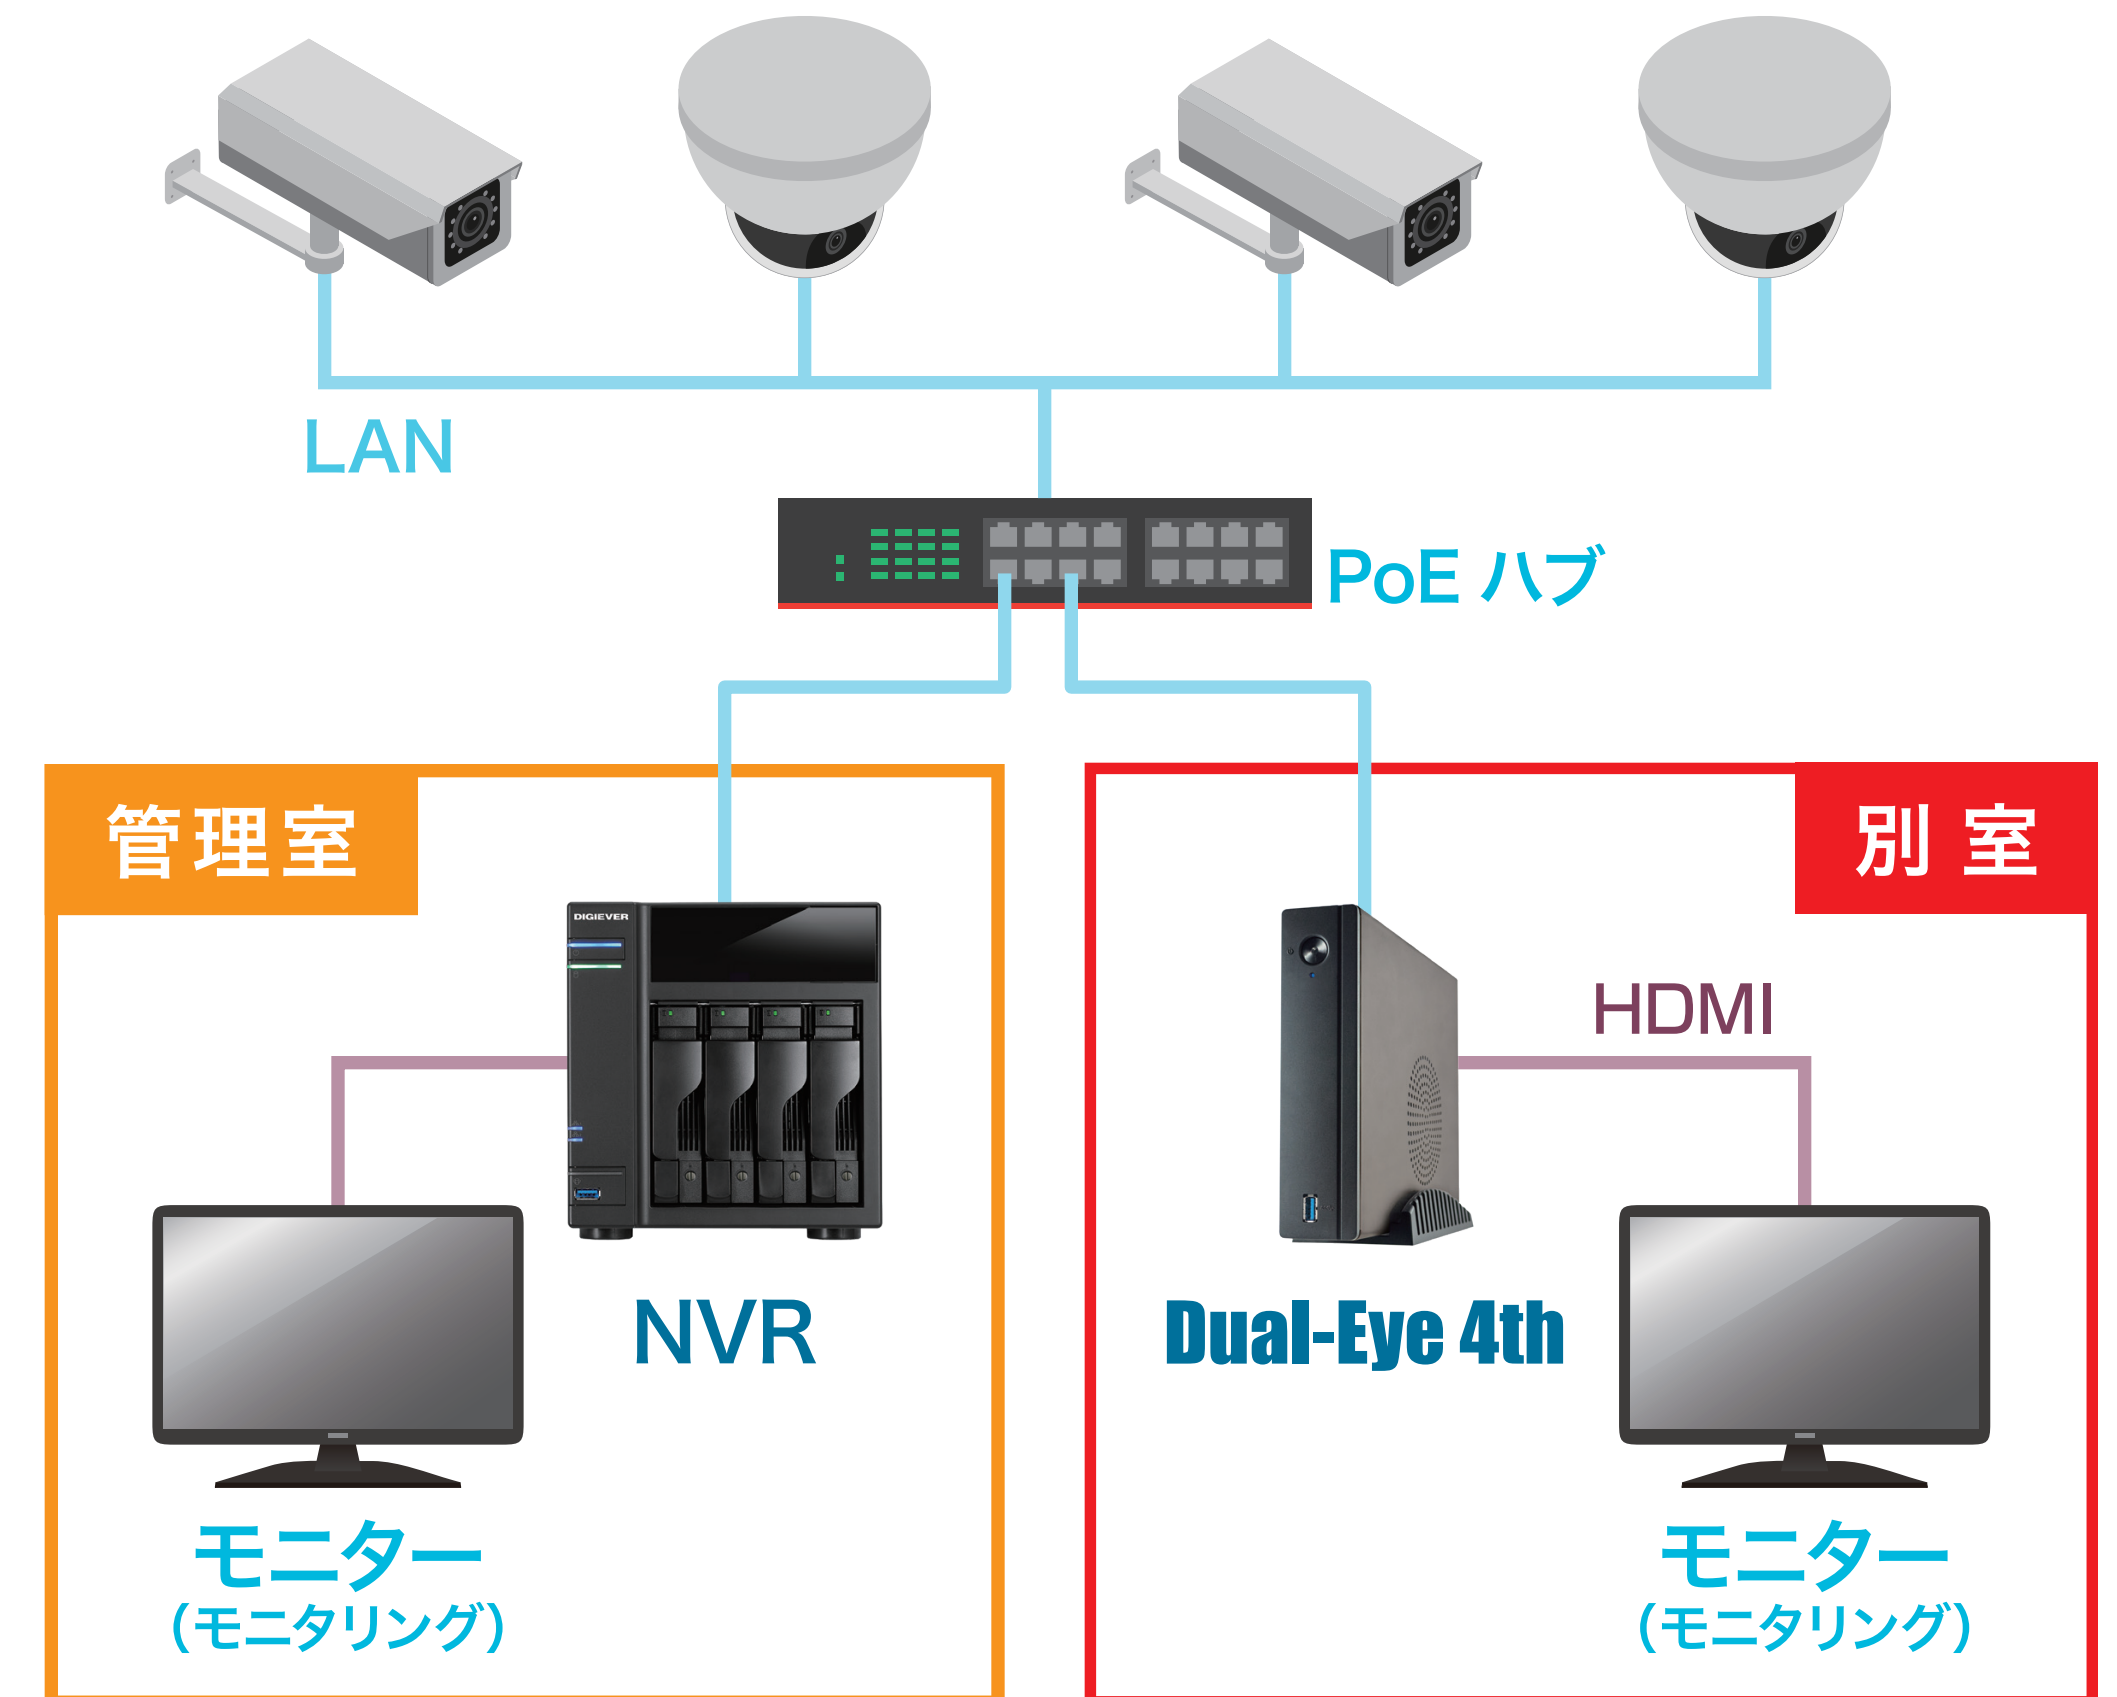 LAN
PoE ハブ
管理室
別室
DIGIEVER
HDMI
NVR
Dual-Eye 4th
モニター
(モニタリング)
モニター
(モニタリング)